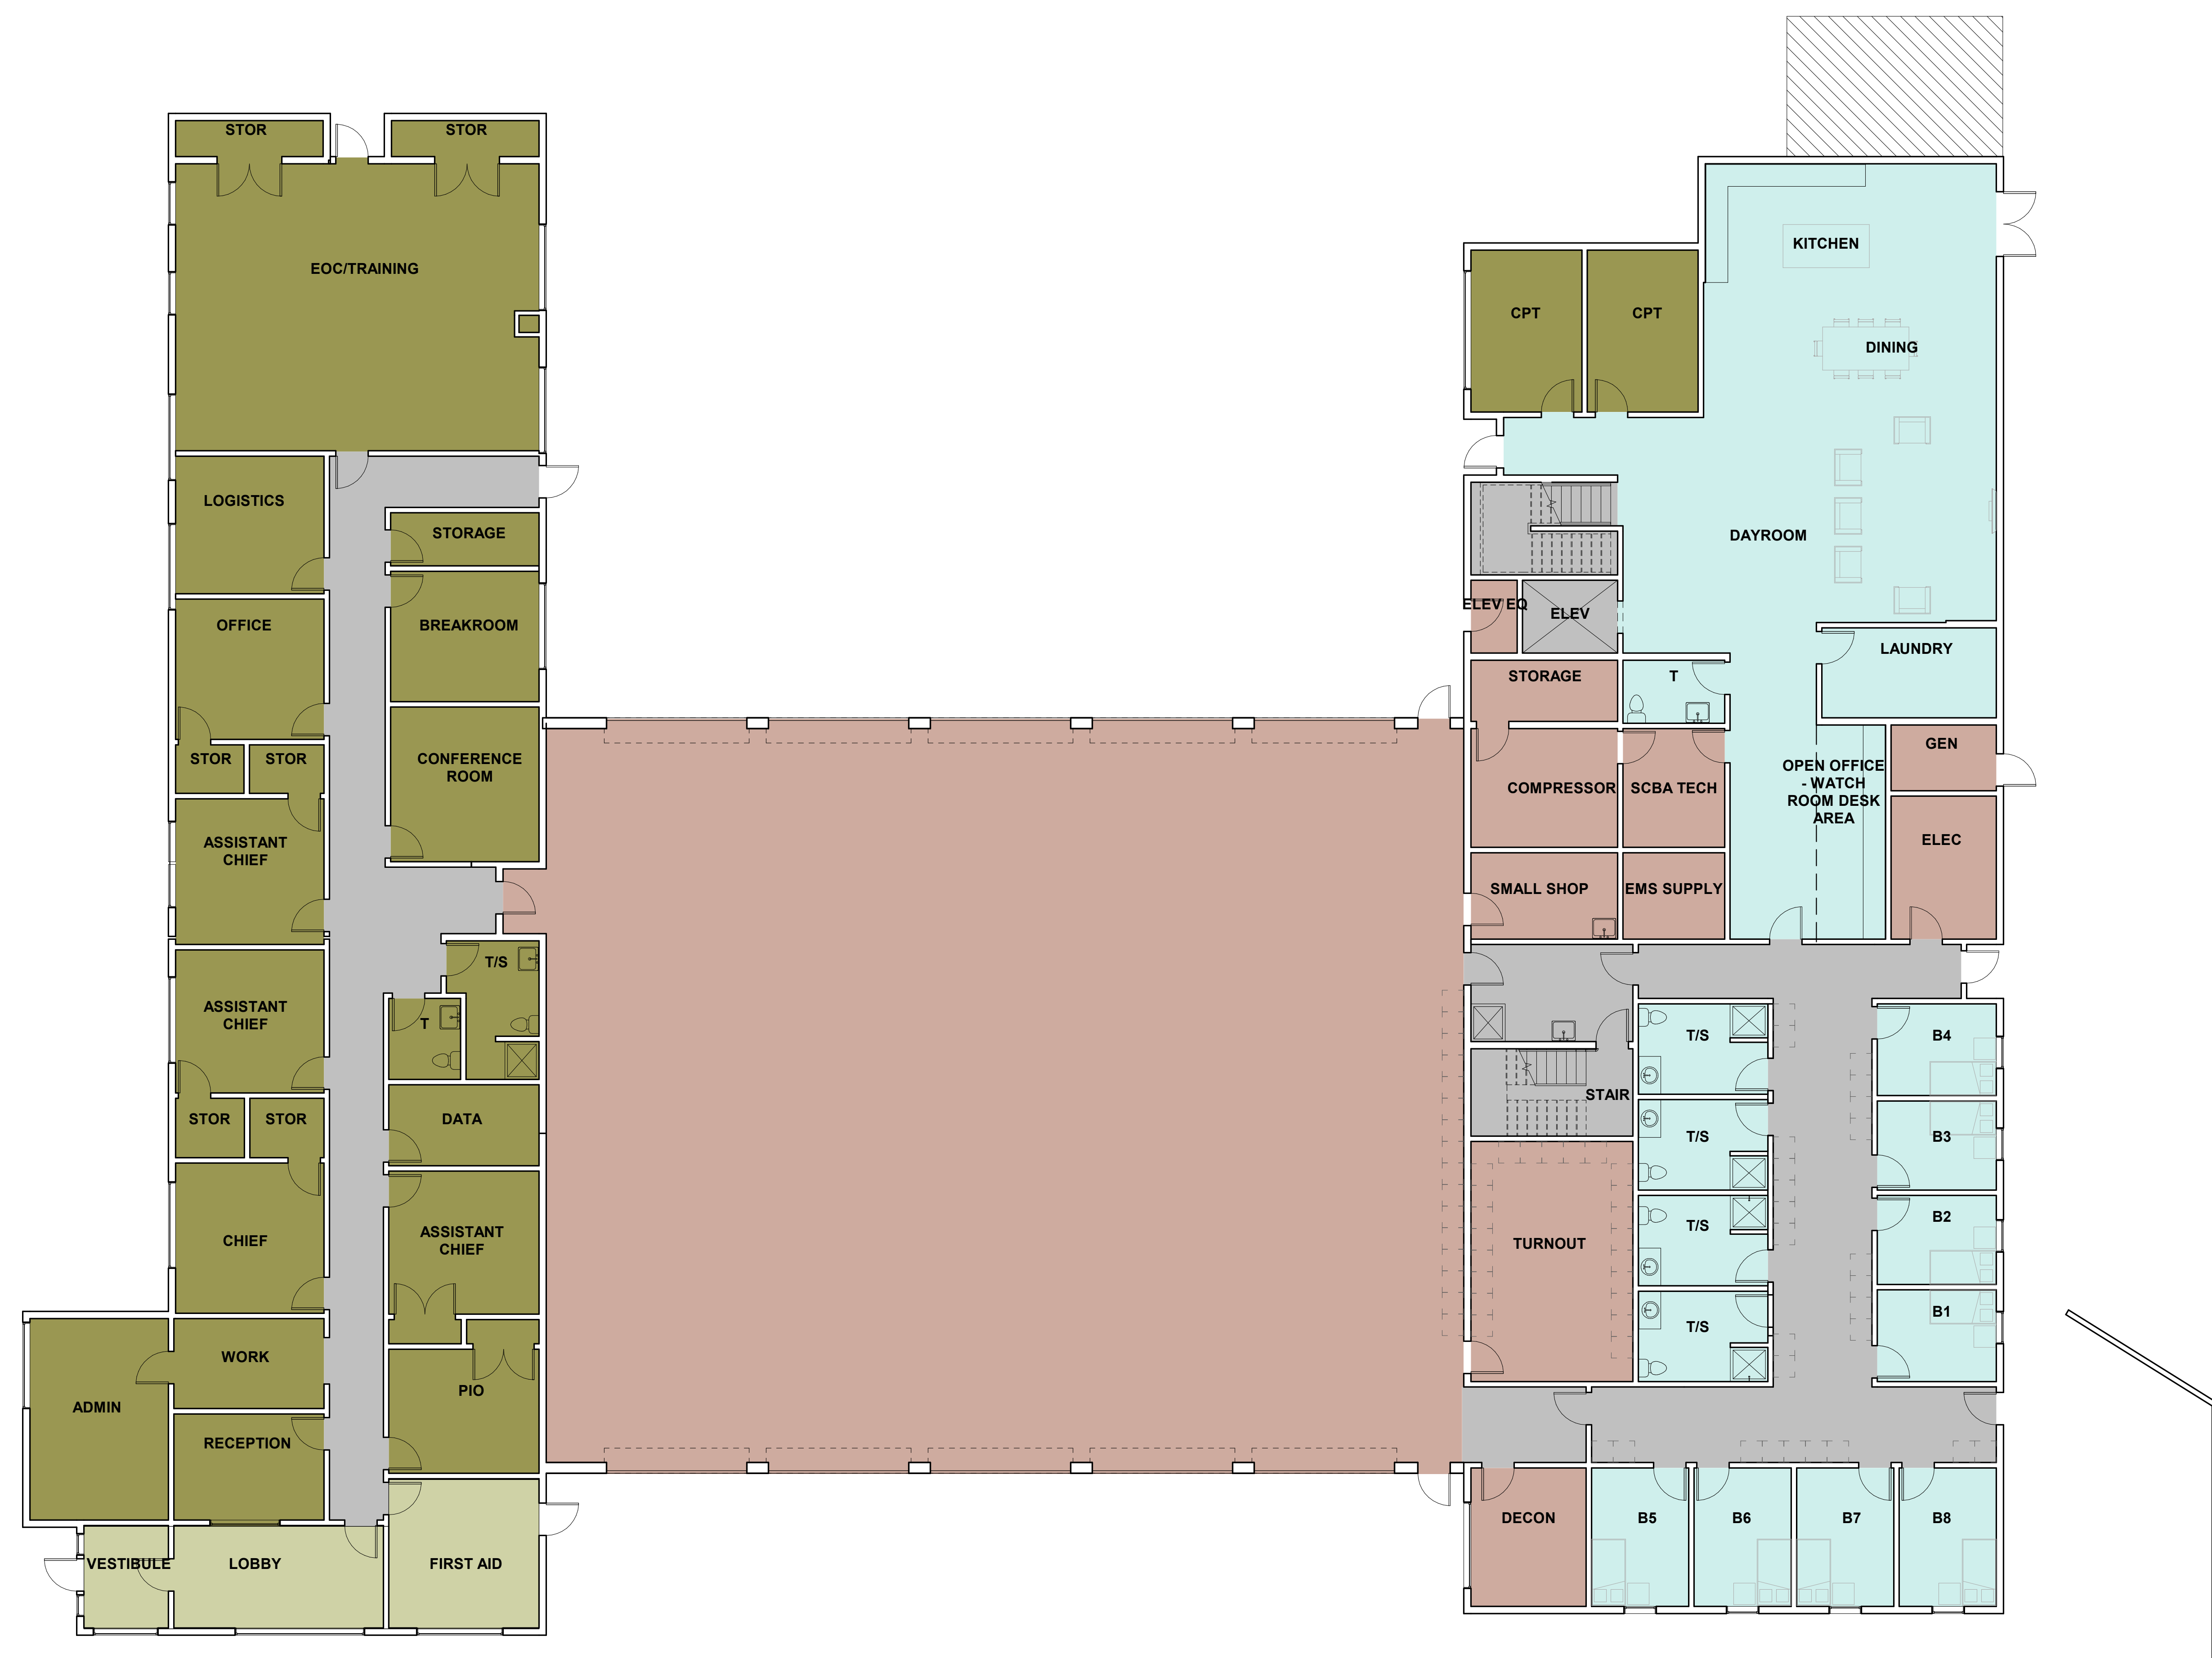 STOR
STOR
EOC/TRAINING
LOGISTICS
STORAGE
OFFICE
BREAKROOM
STOR
STOR
CONFERENCE
ROOM
ASSISTANT
CHIEF
T/S
ASSISTANT
CHIEF
T
STOR
STOR
DATA
CHIEF
ASSISTANT
CHIEF
WORK
PIO
ADMIN
RECEPTION
VESTIBULE
LOBBY
FIRST AID
KITCHEN
CPT
CPT
DINING
DAYROOM
ELEV EQ
ELEV
LAUNDRY
STORAGE
T
GEN
OPEN OFFICE
- WATCH
ROOM DESK
AREA
COMPRESSOR
SCBA TECH
ELEC
SMALL SHOP
EMS SUPPLY
T/S
B4
STAIR
T/S
B3
T/S
B2
TURNOUT
T/S
B1
DECON
B5
B6
B7
B8